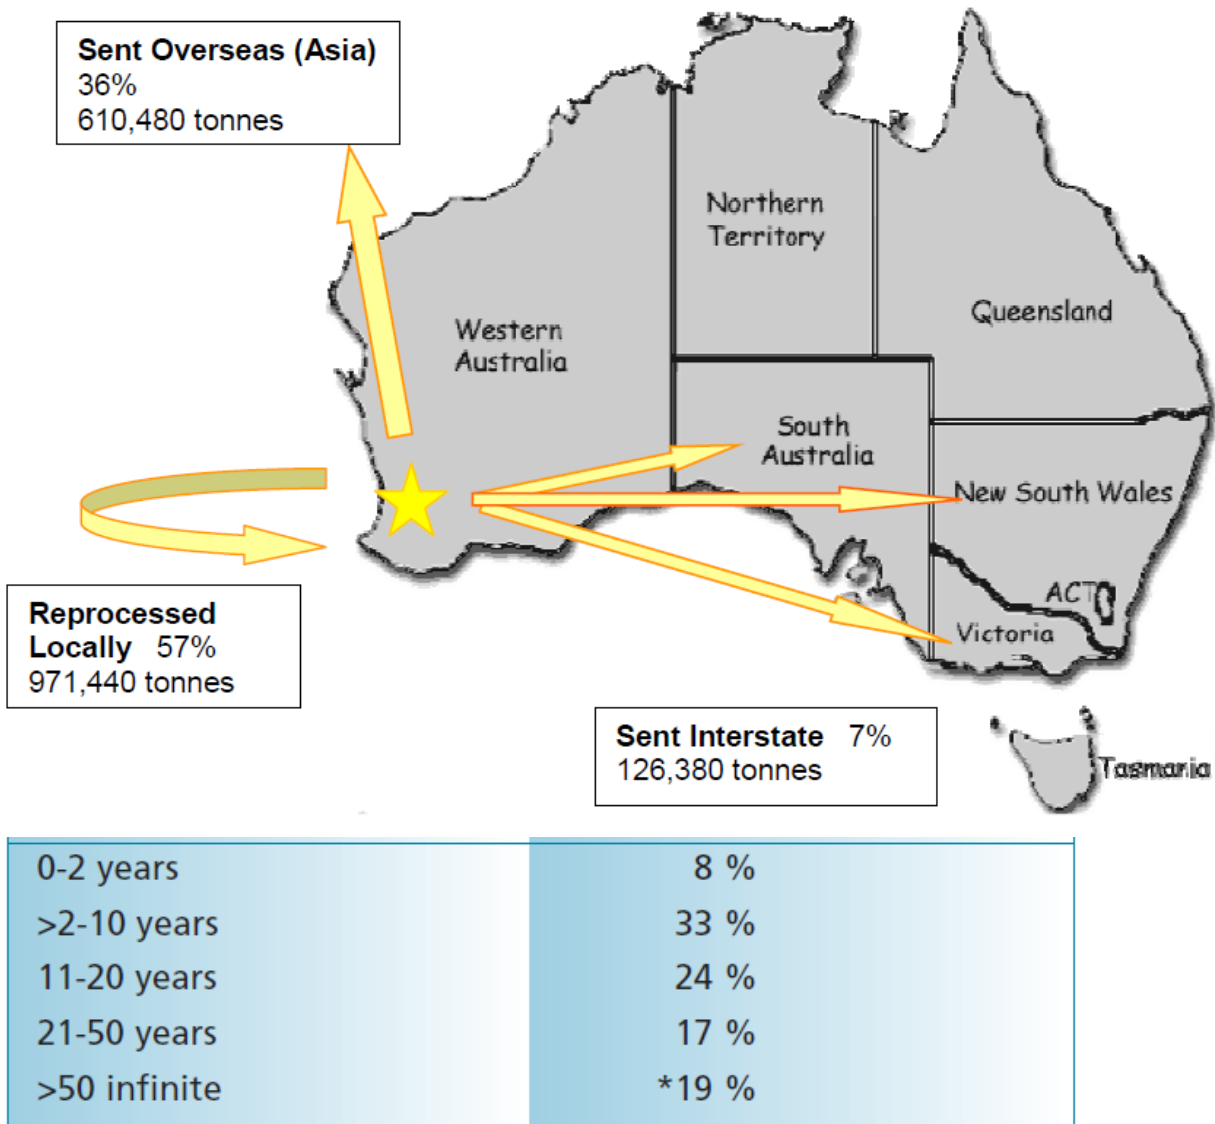 Sent Overseas (Asia)
36%
610,480 tonnes
Northern
Territory
Queensland
Western
Australia
South
Australia
New South Wales
ACT
Victoria
Reprocessed
Locally 57%
971,440 tonnes
Sent Interstate 7%
126,380 tonnes
Tasmania
0-2 years 8 %
>2-10 years 33 %
11-20 years 24 %
21-50 years 17 %
>50 infinite *19 %